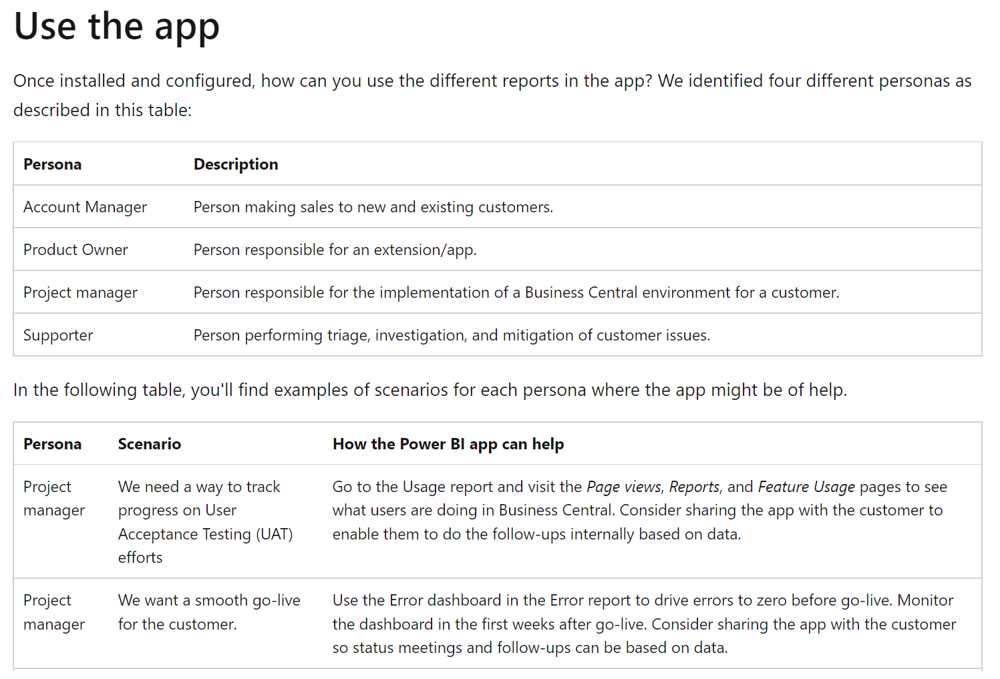 Use the app
Once installed and configured, how can you use the different reports in the app? We identified four different personas as
described in this table:
Persona Description
Account Manager Person making sales to new and existing customers.
Product Owner Person responsible for an extension/app.
Project manager Person responsible for the implementation of a Business Central environment for a customer.
Supporter Person performing triage, investigation, and mitigation of customer issues.
In the following table, you'll find examples of scenarios for each persona where the app might be of help.
Persona Scenario How the Power BI app can help
Project We need a way to track Go to the Usage report and visit the Page views, Reports, and Feature Usage pages to see
manager progress on User what users are doing in Business Central. Consider sharing the app with the customer to
Acceptance Testing (UAT) enable them to do the follow-ups internally based on data.
efforts
Project We want a smooth go-live Use the Error dashboard in the Error report to drive errors to zero before go-live. Monitor
manager for the customer. the dashboard in the first weeks after go-live. Consider sharing the app with the customer
so status meetings and follow-ups can be based on data.